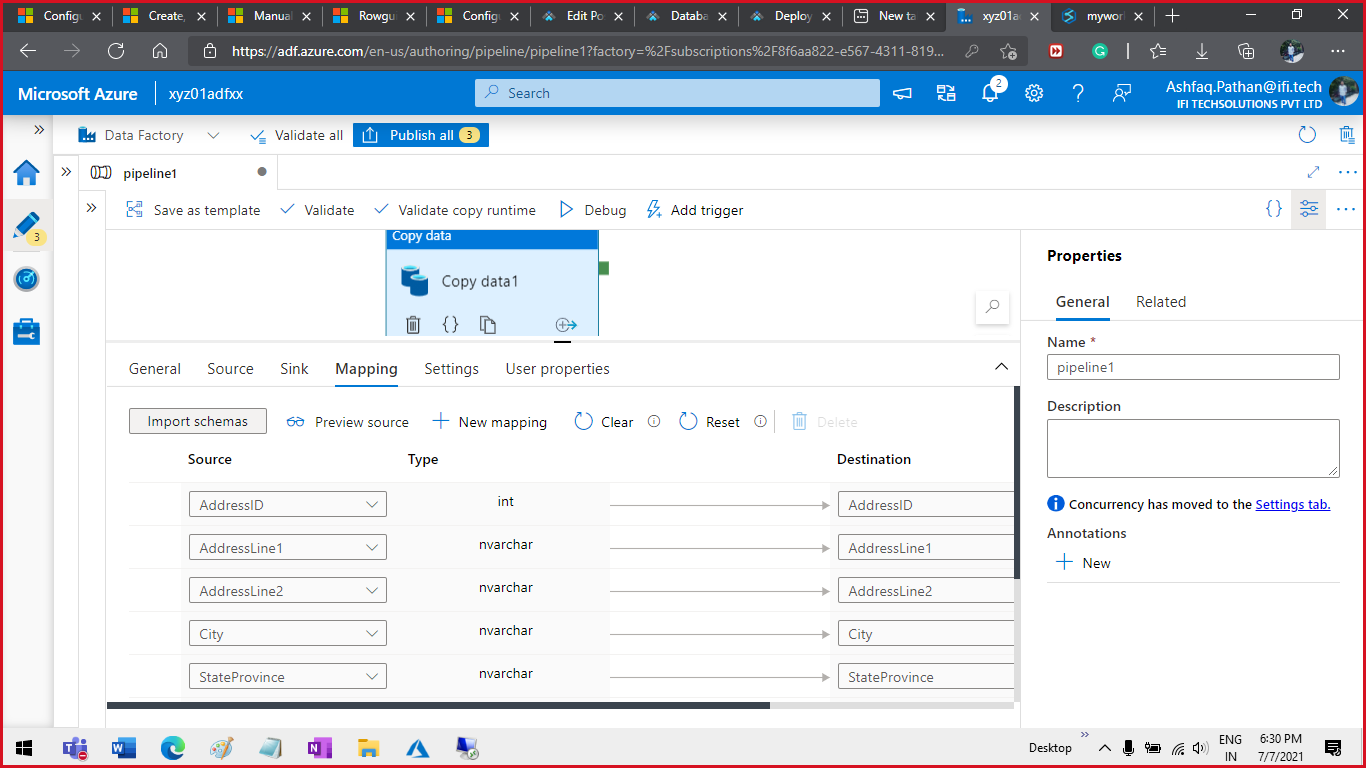 Configu
Create,
Manual
Rowgu
Configu
Edit Po
Databa
Deploy
New ta
xyz01ad
mywor
https://adf.azure.com/en-us/authoring/pipeline/pipeline1?factory=%2Fsubscriptions%2F8f6aa822-e567-4311-819...
Microsoft Azure
xyz01adfxx
Search
2
Ashfaq.Pathan@ifi.tech
IFI TECHSOLUTIONS PVT LTD
Data Factory
Validate all
Publish all 3
pipeline1
Save as template
Validate
Validate copy runtime
Debug
Add trigger
3
Copy data
Copy data1
General
Source
Sink
Mapping
Settings
User properties
Import schemas
Preview source
New mapping
Clear
Reset
Delete
Source
Type
Destination
AddressID
int
AddressID
AddressLine1
nvarchar
AddressLine1
AddressLine2
nvarchar
AddressLine2
City
nvarchar
City
StateProvince
nvarchar
StateProvince
Properties
General
Related
Name *
pipeline1
Description
Concurrency has moved to the Settings tab.
Annotations
New
Desktop
ENG
IN
6:30 PM
7/7/2021